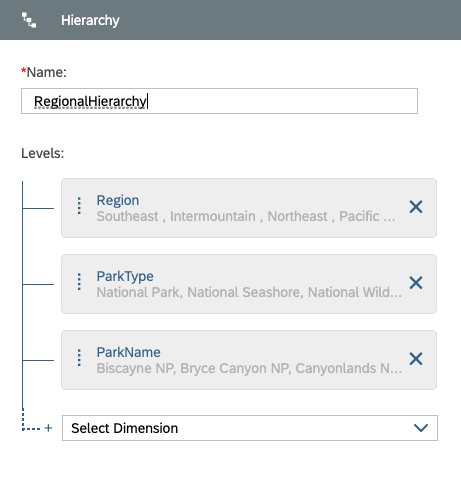 Hierarchy
*Name:
RegionalHierarchy
Levels:
Region
Southeast , Intermountain , Northeast , Pacific ...
ParkType
National Park, National Seashore, National Wild...
ParkName
Biscayne NP, Bryce Canyon NP, Canyonlands N...
+ Select Dimension